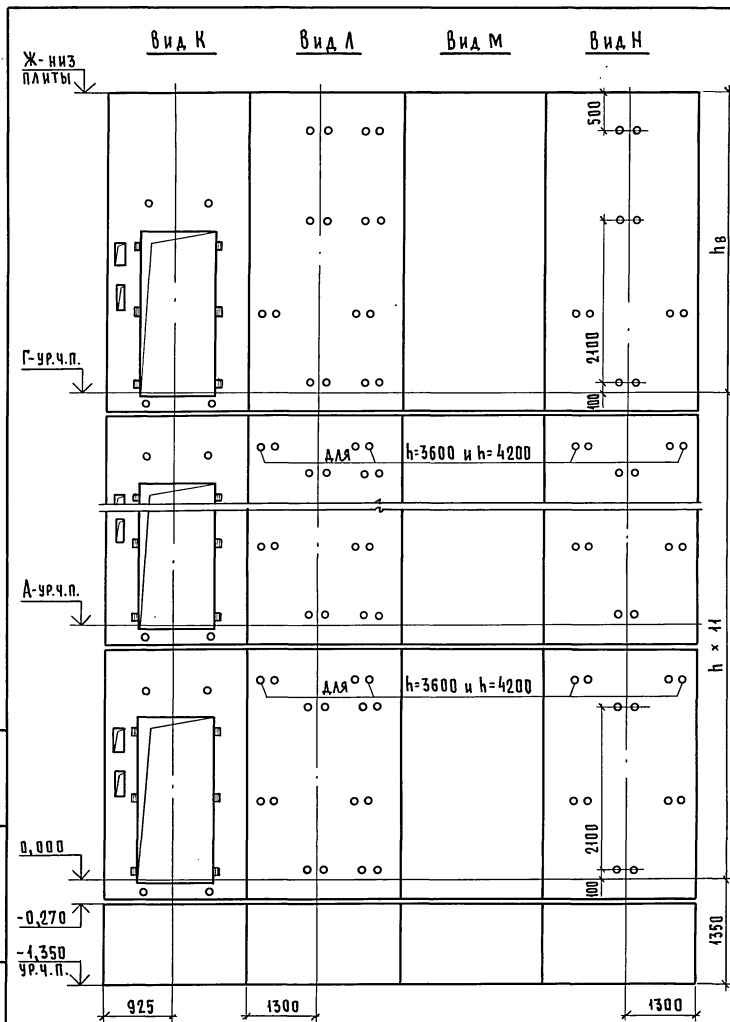 Вид К Вид Л Вид М Вид Н
Ж-низ
плиты
500
hв
2100
Г-ур.ч.п.
100
для h=3600 и h=4200
А-ур.ч.п.
h × 11
для h=3600 и h=4200
2100
0,000
100
-0,270
1350
-1,350
ур.ч.п.
925 1300 1300